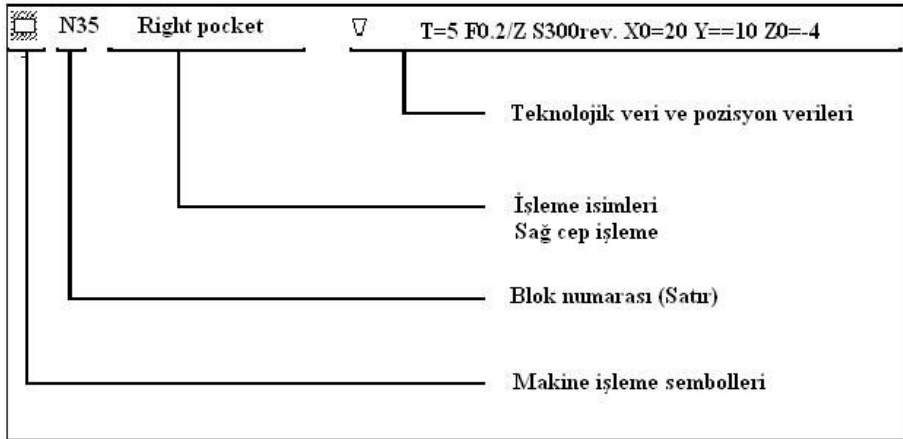 N35 Right pocket ▽ T=5 F0.2/Z S300rev. X0=20 Y==10 Z0=-4
Teknolojik veri ve pozisyon verileri
İşleme isimleri
Sağ cep işleme
Blok numarası (Satır)
Makine işleme sembolleri